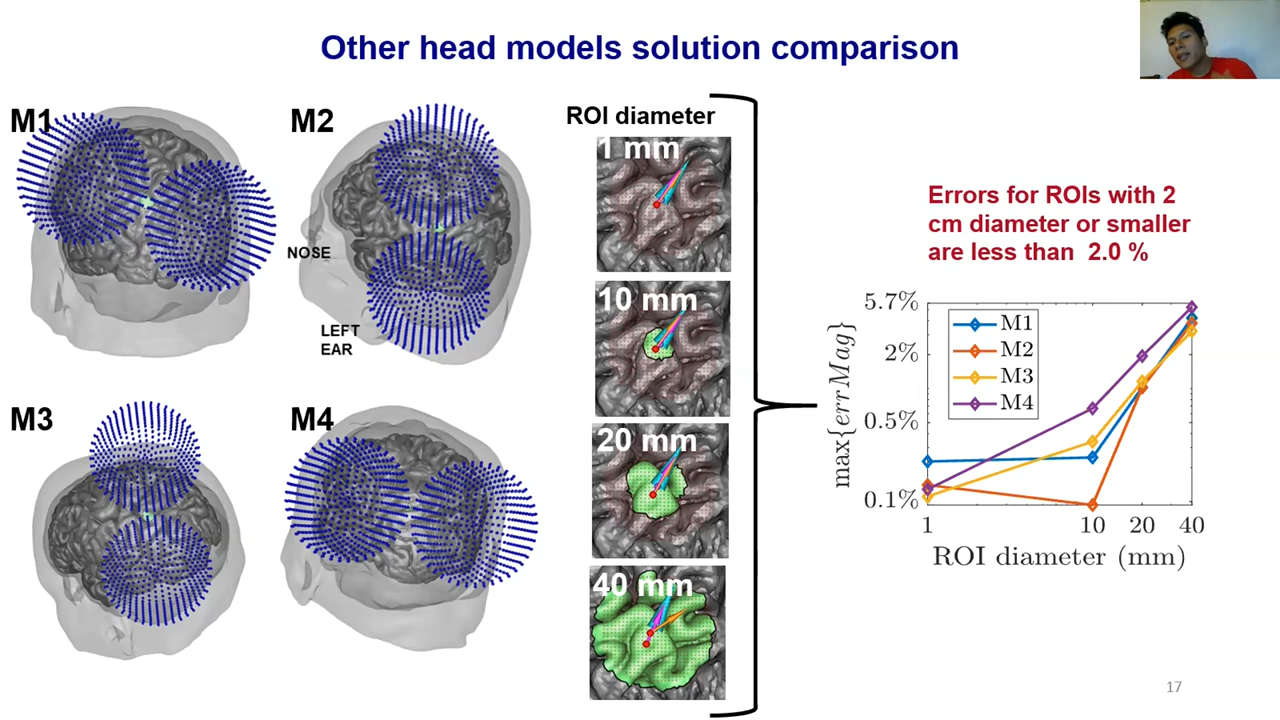 Other head models solution comparison
M1
M2
NOSE
LEFT
EAR
M3
M4
ROI diameter
1 mm
10 mm
20 mm
40 mm
Errors for ROIs with 2
cm diameter or smaller
are less than 2.0 %
max{errMag}
5.7%
2%
0.5%
0.1%
M1
M2
M3
M4
1 10 20 40
ROI diameter (mm)
17